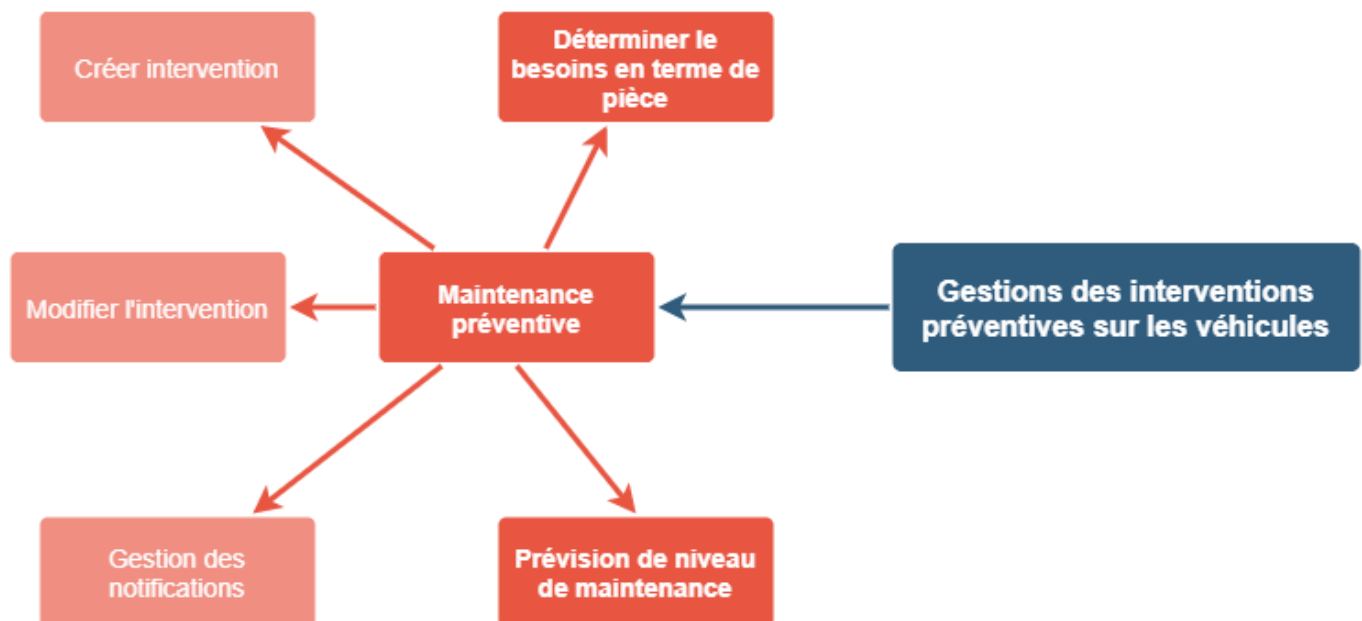 Créer intervention
Déterminer le
besoins en terme de
pièce
Modifier l'intervention
Maintenance
préventive
Gestions des interventions
préventives sur les véhicules
Gestion des
notifications
Prévision de niveau
de maintenance